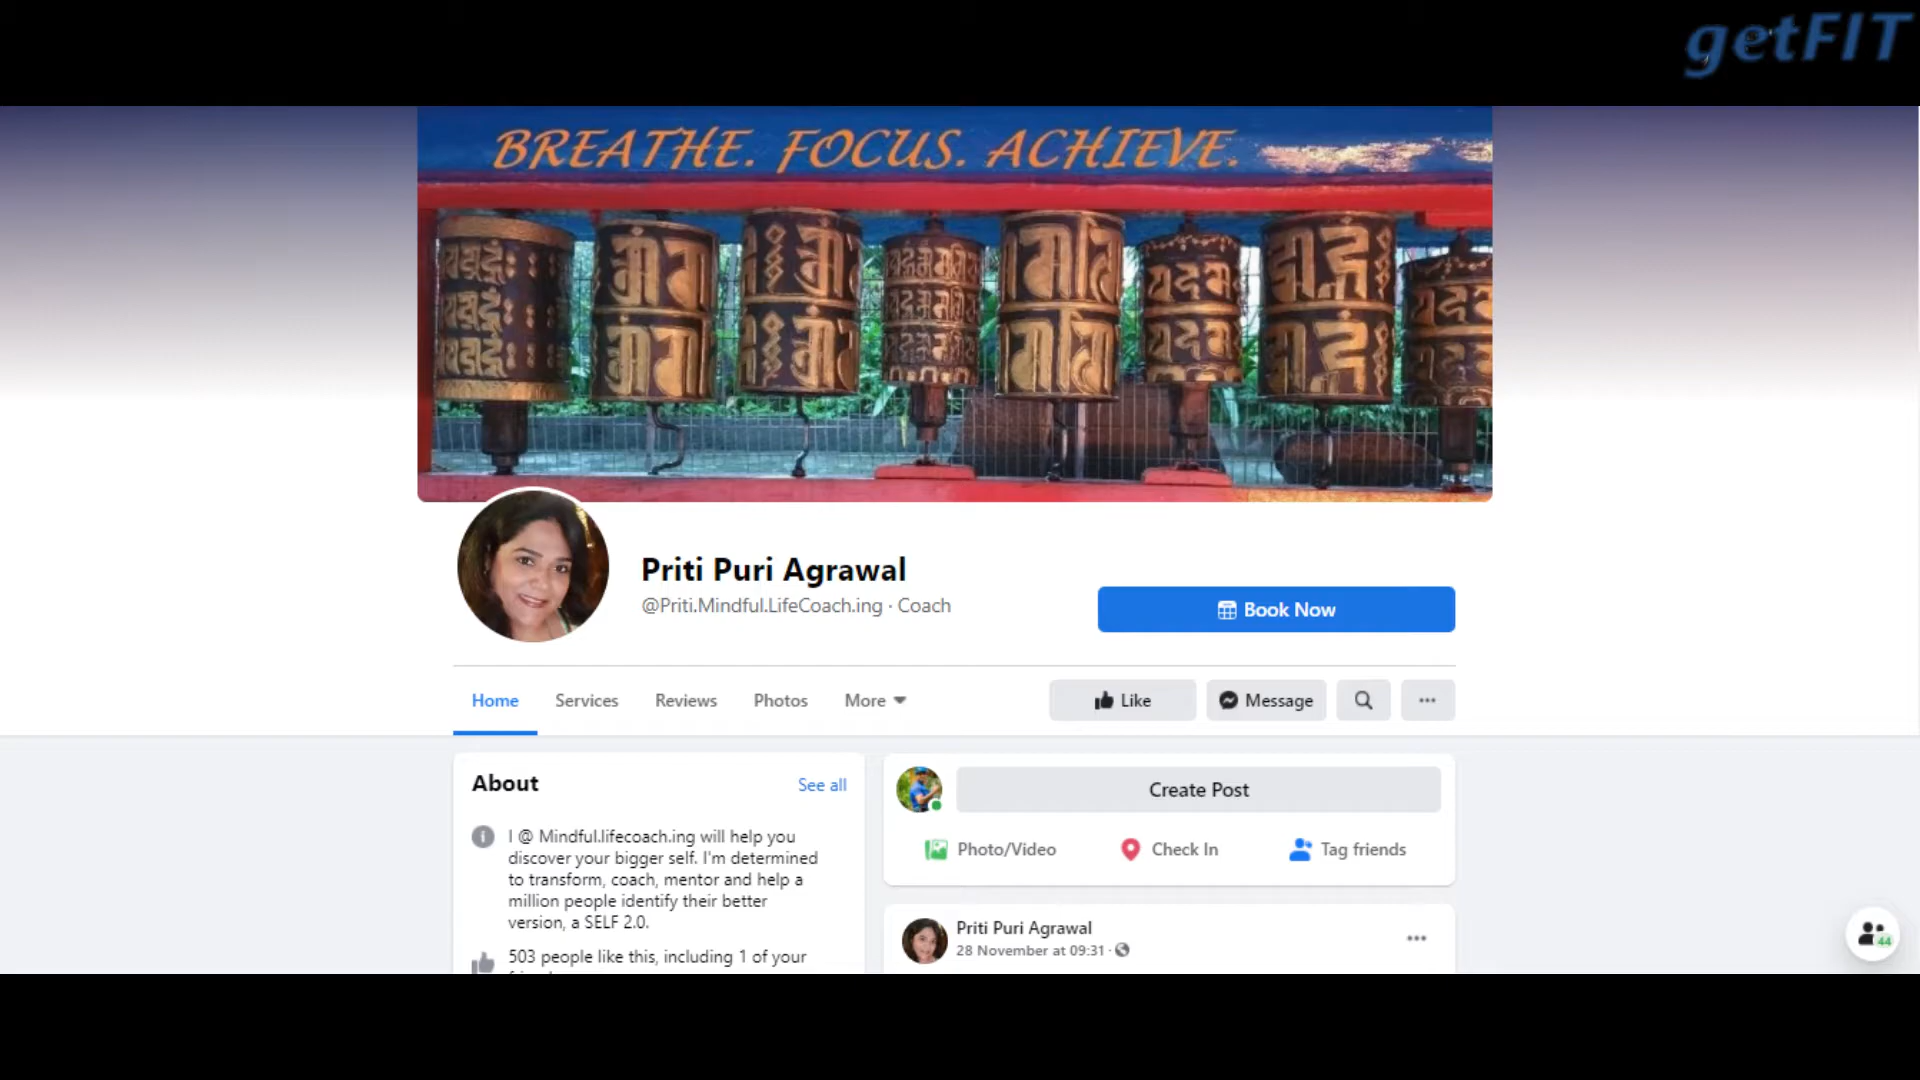 getFIT
BREATHE. FOCUS. ACHIEVE.
Priti Puri Agrawal
@Priti.Mindful.LifeCoach.ing · Coach
Book Now
Home
Services
Reviews
Photos
More
Like
Message
About
See all
I @ Mindful.lifecoach.ing will help you
discover your bigger self. I'm determined
to transform, coach, mentor and help a
million people identify their better
version, a SELF 2.0.
503 people like this, including 1 of your
Create Post
Photo/Video
Check In
Tag friends
Priti Puri Agrawal
28 November at 09:31 ·
44